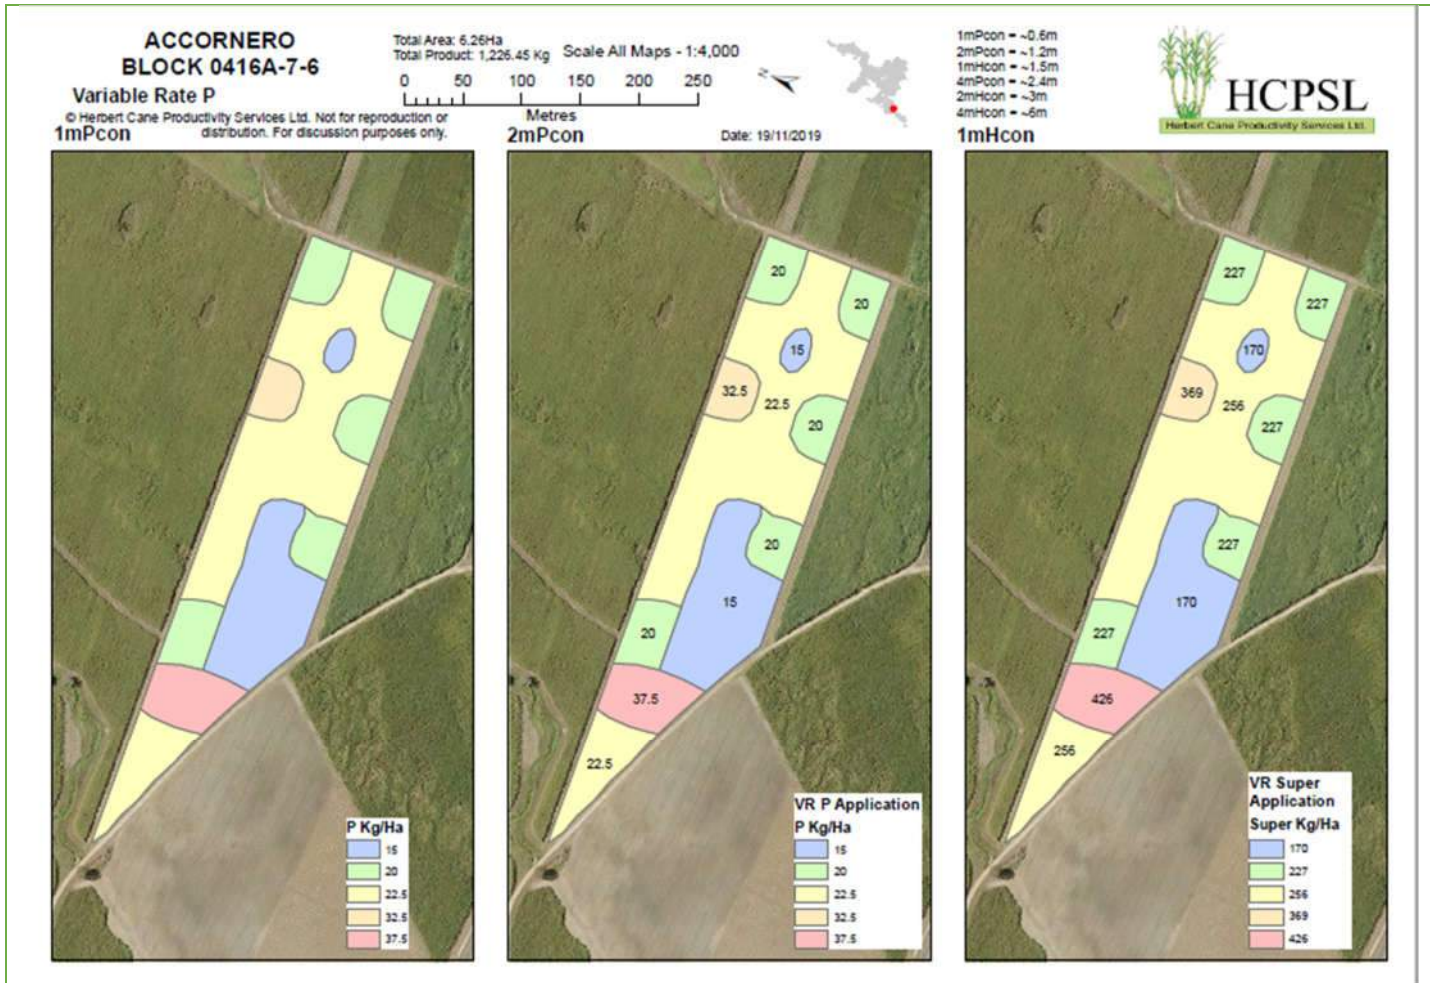 ACCORNERO
BLOCK 0416A-7-6
Variable Rate P
© Herbert Cane Productivity Services Ltd. Not for reproduction or
distribution. For discussion purposes only.
Total Area: 6.26Ha
Total Product: 1,226.45 Kg
Scale All Maps - 1:4,000
0 50 100 150 200 250
Metres
N
Date: 19/11/2019
1mPcon = ~0.6m
2mPcon = ~1.2m
1mHcon = ~1.5m
4mPcon = ~2.4m
2mHcon = ~3m
4mHcon = ~6m
HCPSL
Herbert Cane Productivity Services Ltd.
1mPcon
P Kg/Ha
15
20
22.5
32.5
37.5
2mPcon
20
20
15
32.5
22.5
20
20
15
20
37.5
22.5
VR P Application
P Kg/Ha
15
20
22.5
32.5
37.5
1mHcon
227
227
170
369
256
227
227
170
227
426
256
VR Super
Application
Super Kg/Ha
170
227
256
369
426